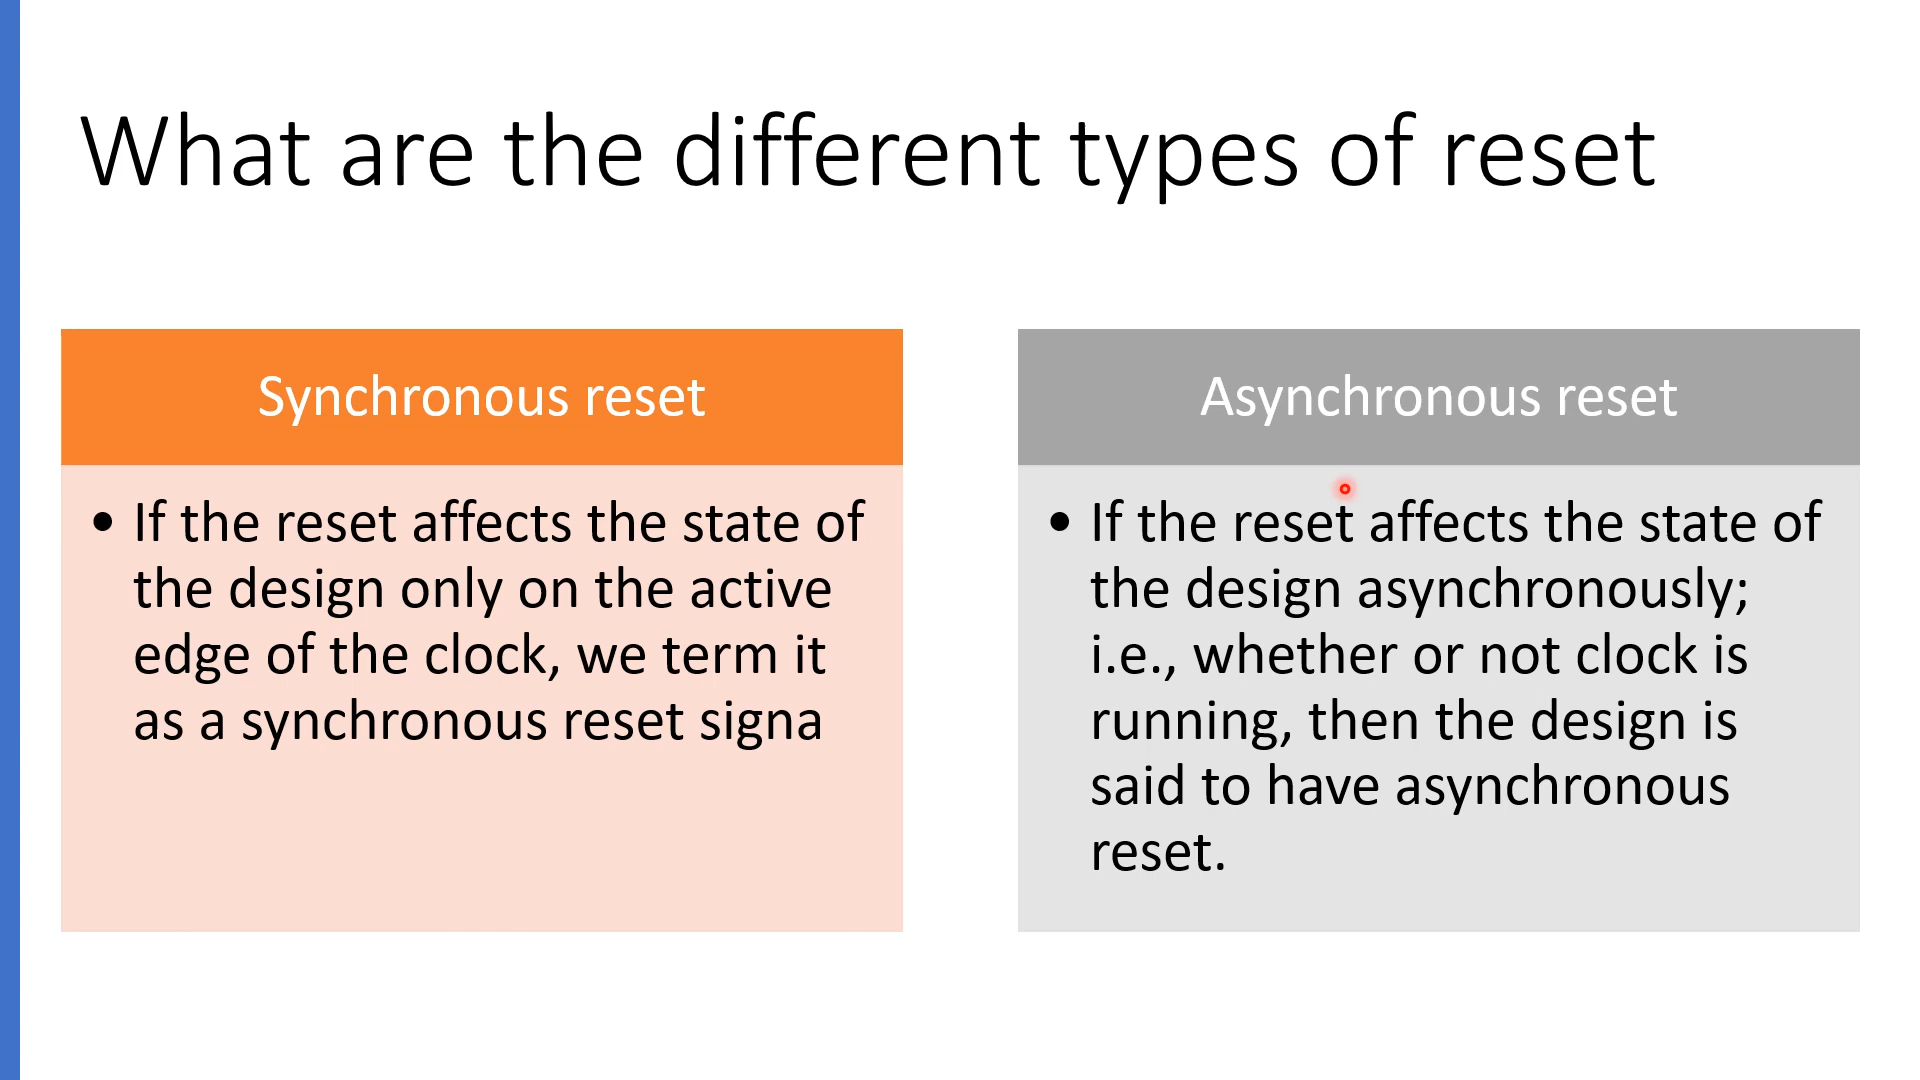 What are the different types of reset
Synchronous reset
• If the reset affects the state of
the design only on the active
edge of the clock, we term it
as a synchronous reset signa
Asynchronous reset
• If the reset affects the state of
the design asynchronously;
i.e., whether or not clock is
running, then the design is
said to have asynchronous
reset.